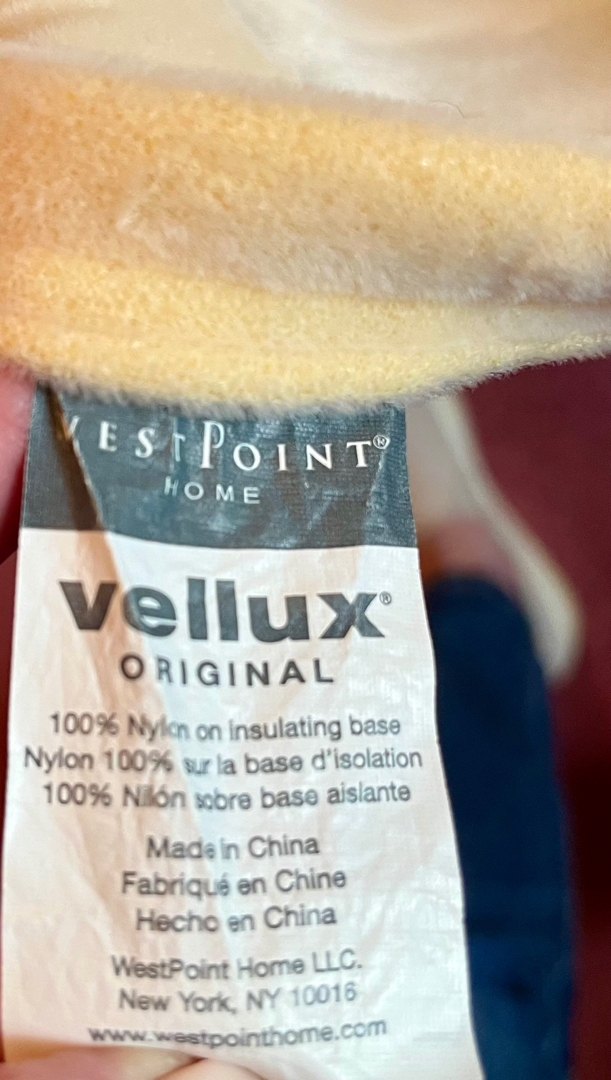 WESTPOINT®
HOME
vellux®
ORIGINAL
100% Nylon on insulating base
Nylon 100% sur la base d'isolation
100% Nilón sobre base aislante
Made in China
Fabriqué en Chine
Hecho en China
WestPoint Home LLC.
New York, NY 10016
www.westpointhome.com